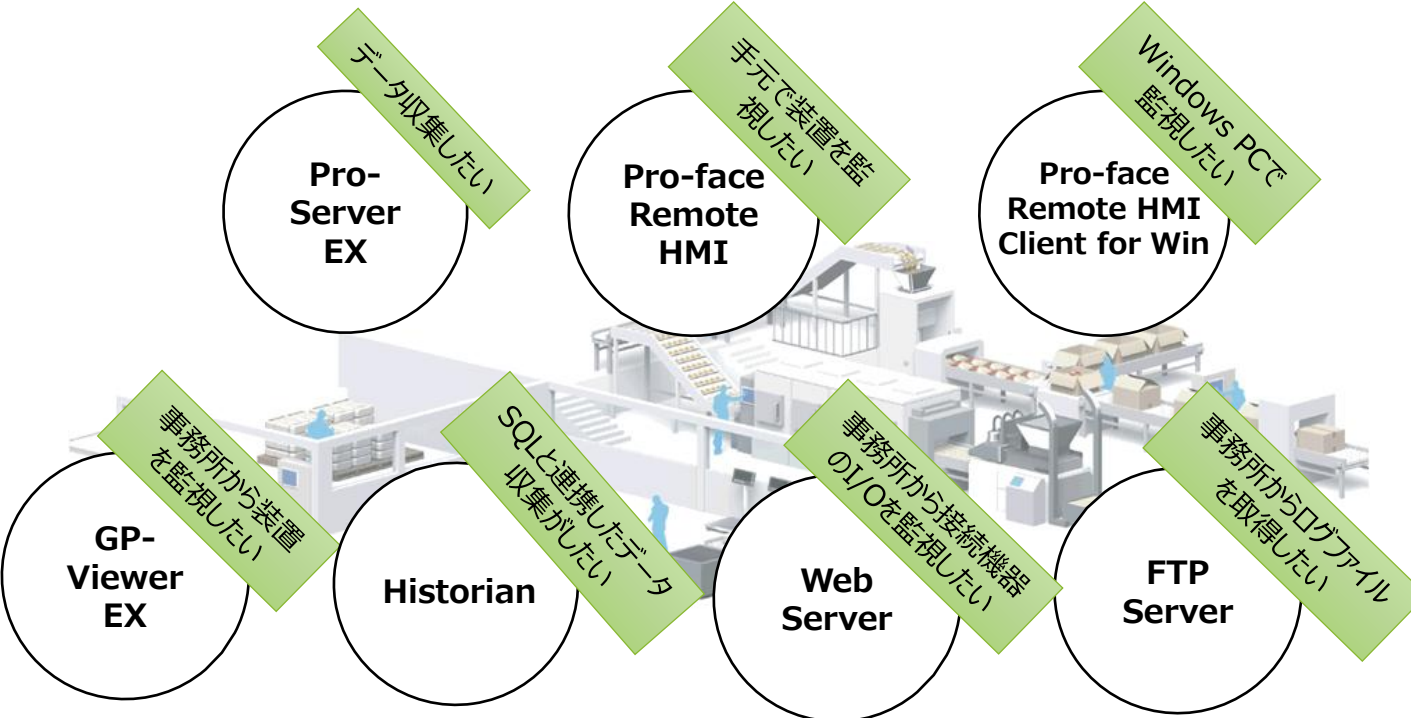 データ収集したい
Pro-
Server
EX
手元で装置を監
視したい
Pro-face
Remote
HMI
Windows PCで
監視したい
Pro-face
Remote HMI
Client for Win
事務所から装置
を監視したい
GP-
Viewer
EX
SQLと連携したデータ
収集がしたい
Historian
事務所から接続機器
のI/Oを監視したい
Web
Server
事務所からログファイル
を取得したい
FTP
Server